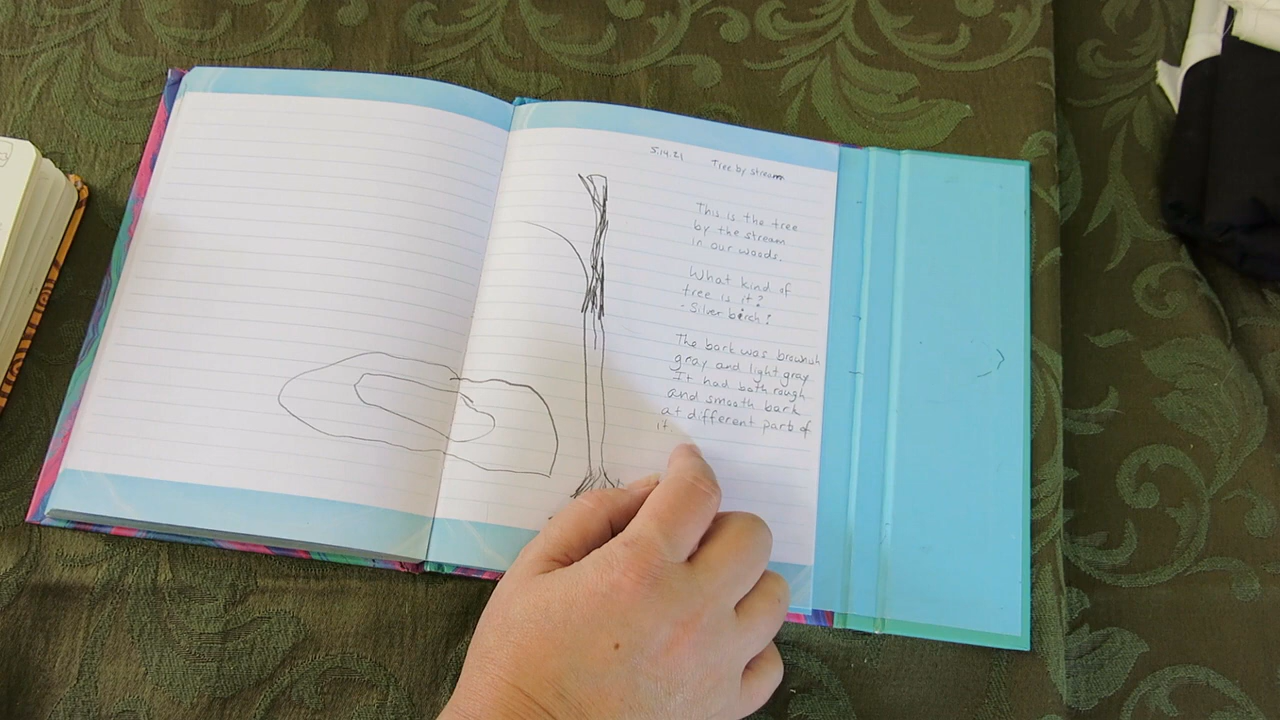 5.14.21 Tree by stream
This is the tree
by the stream
in our woods.
What kind of
tree is it?
- Silver birch?
The bark was brownish
gray and light gray
It had both rough
and smooth bark
at different parts of
it.